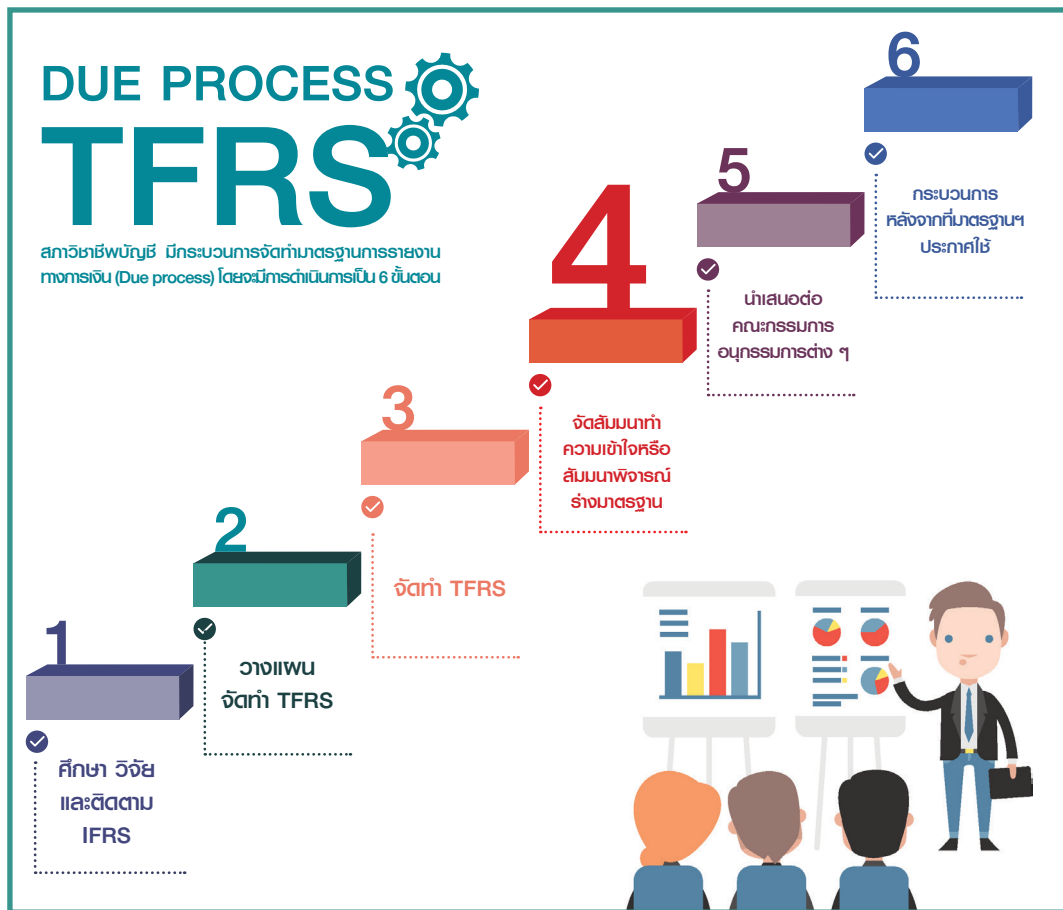 DUE PROCESS
TFRS
สภาวิชาชีพบัญชี มีกระบวนการจัดทำมาตรฐานการรายงาน
ทางการเงิน (Due process) โดยจะมีการดำเนินการเป็น 6 ขั้นตอน
1
ศึกษา วิจัย
และติดตาม
IFRS
2
วางแผน
จัดทำ TFRS
3
จัดทำ TFRS
4
จัดสัมมนาทำ
ความเข้าใจหรือ
สัมมนาพิจารณ์
ร่างมาตรฐาน
5
นำเสนอต่อ
คณะกรรมการ
อนุกรรมการต่าง ๆ
6
กระบวนการ
หลังจากที่มาตรฐานฯ
ประกาศใช้